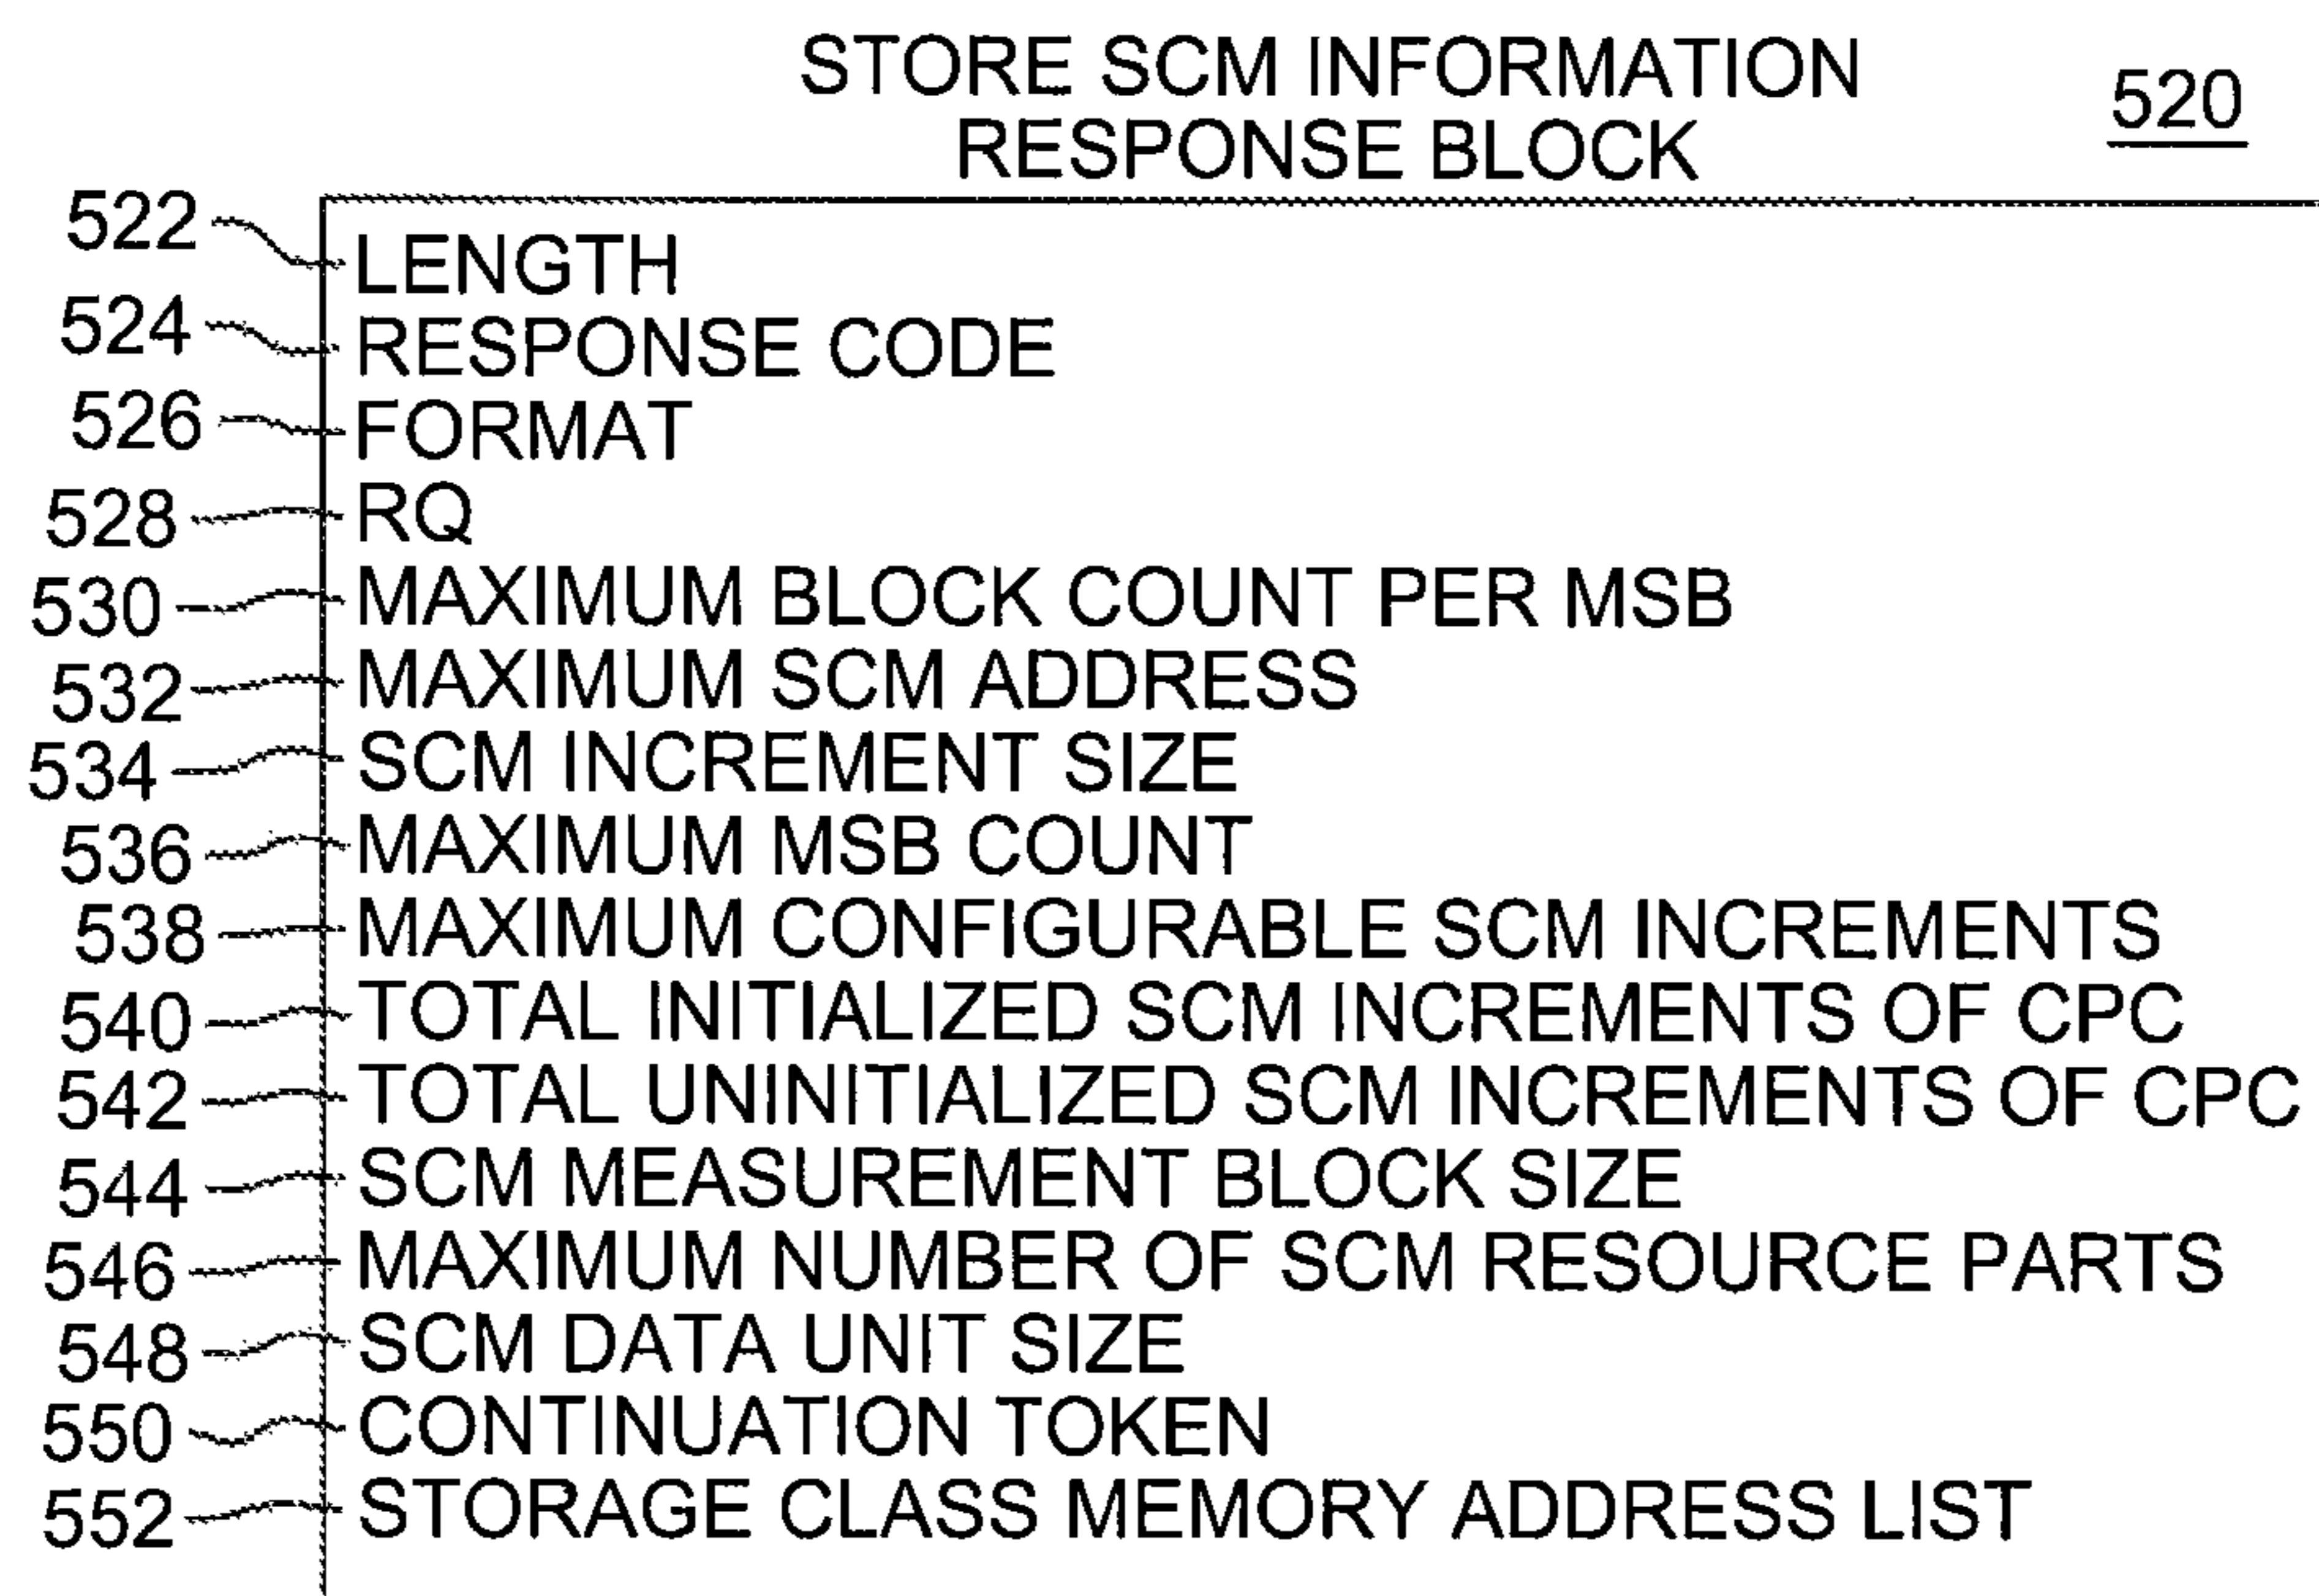 STORE SCM INFORMATION
RESPONSE BLOCK
520
522 LENGTH
524 RESPONSE CODE
526 FORMAT
528 RQ
530 MAXIMUM BLOCK COUNT PER MSB
532 MAXIMUM SCM ADDRESS
534 SCM INCREMENT SIZE
536 MAXIMUM MSB COUNT
538 MAXIMUM CONFIGURABLE SCM INCREMENTS
540 TOTAL INITIALIZED SCM INCREMENTS OF CPC
542 TOTAL UNINITIALIZED SCM INCREMENTS OF CPC
544 SCM MEASUREMENT BLOCK SIZE
546 MAXIMUM NUMBER OF SCM RESOURCE PARTS
548 SCM DATA UNIT SIZE
550 CONTINUATION TOKEN
552 STORAGE CLASS MEMORY ADDRESS LIST